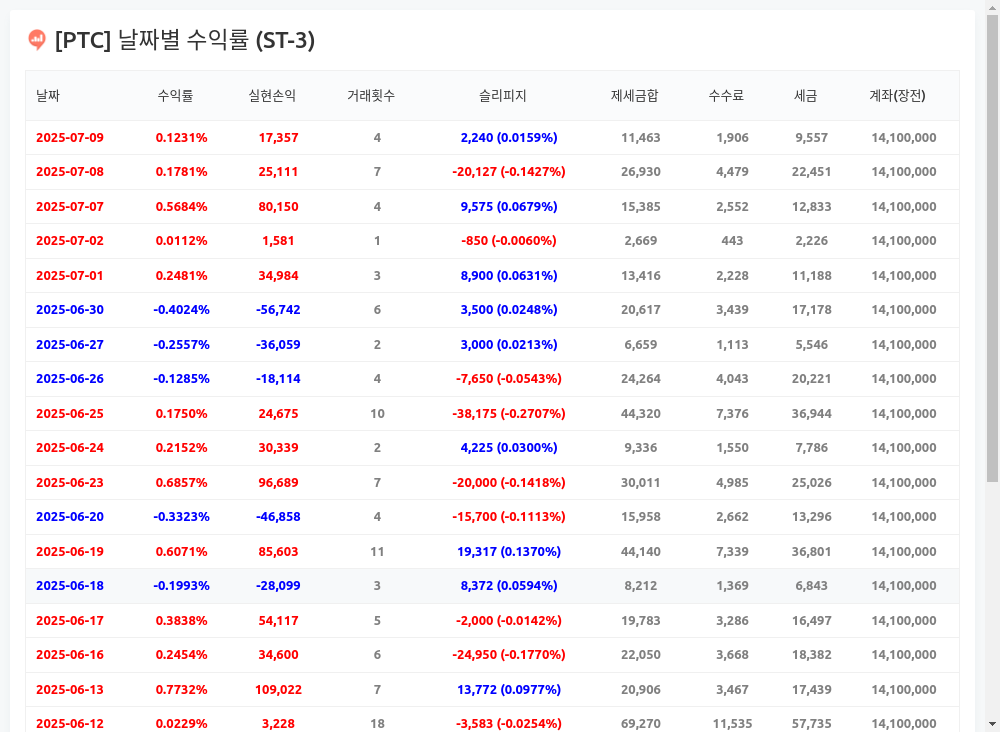 [PTC] 날짜별 수익률 (ST-3)
날짜 수익률 실현손익 거래횟수 슬리피지 제세금합 수수료 세금 계좌(장전)
2025-07-09 0.1231% 17,357 4 2,240 (0.0159%) 11,463 1,906 9,557 14,100,000
2025-07-08 0.1781% 25,111 7 -20,127 (-0.1427%) 26,930 4,479 22,451 14,100,000
2025-07-07 0.5684% 80,150 4 9,575 (0.0679%) 15,385 2,552 12,833 14,100,000
2025-07-02 0.0112% 1,581 1 -850 (-0.0060%) 2,669 443 2,226 14,100,000
2025-07-01 0.2481% 34,984 3 8,900 (0.0631%) 13,416 2,228 11,188 14,100,000
2025-06-30 -0.4024% -56,742 6 3,500 (0.0248%) 20,617 3,439 17,178 14,100,000
2025-06-27 -0.2557% -36,059 2 3,000 (0.0213%) 6,659 1,113 5,546 14,100,000
2025-06-26 -0.1285% -18,114 4 -7,650 (-0.0543%) 24,264 4,043 20,221 14,100,000
2025-06-25 0.1750% 24,675 10 -38,175 (-0.2707%) 44,320 7,376 36,944 14,100,000
2025-06-24 0.2152% 30,339 2 4,225 (0.0300%) 9,336 1,550 7,786 14,100,000
2025-06-23 0.6857% 96,689 7 -20,000 (-0.1418%) 30,011 4,985 25,026 14,100,000
2025-06-20 -0.3323% -46,858 4 -15,700 (-0.1113%) 15,958 2,662 13,296 14,100,000
2025-06-19 0.6071% 85,603 11 19,317 (0.1370%) 44,140 7,339 36,801 14,100,000
2025-06-18 -0.1993% -28,099 3 8,372 (0.0594%) 8,212 1,369 6,843 14,100,000
2025-06-17 0.3838% 54,117 5 -2,000 (-0.0142%) 19,783 3,286 16,497 14,100,000
2025-06-16 0.2454% 34,600 6 -24,950 (-0.1770%) 22,050 3,668 18,382 14,100,000
2025-06-13 0.7732% 109,022 7 13,772 (0.0977%) 20,906 3,467 17,439 14,100,000
2025-06-12 0.0229% 3,228 18 -3,583 (-0.0254%) 69,270 11,535 57,735 14,100,000